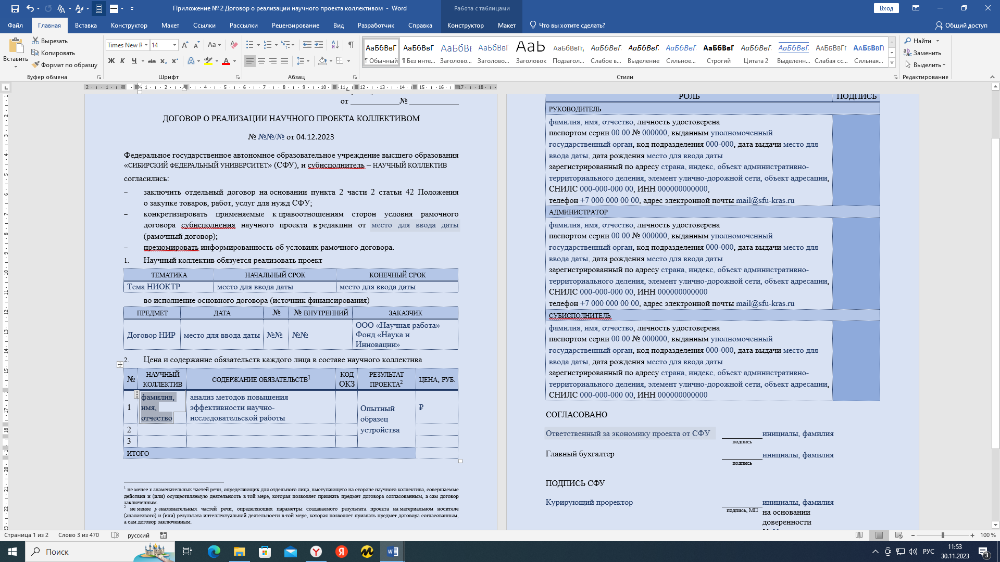 Приложение № 2 Договор о реализации научного проекта коллективом - Word
Работа с таблицами
Вход
Файл
Главная
Вставка
Конструктор
Макет
Ссылки
Рассылки
Рецензирование
Вид
Разработчик
Справка
Конструктор
Макет
Что вы хотите сделать?
Общий доступ
Вставить
Вырезать
Копировать
Формат по образцу
Буфер обмена
Times New R
14
Шрифт
Абзац
АаБбВвГ АаБбВвГ АаБбВв АаБбВвГ АаЬ АаБбВвГг, АаБбВвГг АаБбВвГг АаБбВвГг АаБбВвГг АаБбВвГг АаБбВвГг АаБбВвГг АаБбВвГг
¶ Обычный
¶ Без инте...
Заголово...
Заголово...
Заголовок
Подзагол...
Слабое в...
Выделение
Сильное...
Строгий
Цитата 2
Выделенн...
Слабая сс...
Сильная...
Стили
Найти
Заменить
Выделить
Редактирование
от ____________№ ____________
ДОГОВОР О РЕАЛИЗАЦИИ НАУЧНОГО ПРОЕКТА КОЛЛЕКТИВОМ
№ №№/№ от 04.12.2023
Федеральное государственное автономное образовательное учреждение высшего образования
«СИБИРСКИЙ ФЕДЕРАЛЬНЫЙ УНИВЕРСИТЕТ» (СФУ), и субисполнитель – НАУЧНЫЙ КОЛЛЕКТИВ
согласились:
– заключить отдельный договор на основании пункта 2 части 2 статьи 42 Положения
о закупке товаров, работ, услуг для нужд СФУ;
– конкретизировать применяемые к правоотношениям сторон условия рамочного
договора субисполнения научного проекта в редакции от место для ввода даты
(рамочный договор);
– презюмировать информированность об условиях рамочного договора.
1. Научный коллектив обязуется реализовать проект
ТЕМАТИКА НАЧАЛЬНЫЙ СРОК КОНЕЧНЫЙ СРОК
Тема НИОКТР место для ввода даты место для ввода даты
во исполнение основного договора (источник финансирования)
ПРЕДМЕТ ДАТА № № ВНУТРЕННИЙ ЗАКАЗЧИК
Договор НИР место для ввода даты №№ №№
ООО «Научная работа»
Фонд «Наука и
Инновации»
2. Цена и содержание обязательств каждого лица в составе научного коллектива
№
НАУЧНЫЙ
КОЛЛЕКТИВ
СОДЕРЖАНИЕ ОБЯЗАТЕЛЬСТВ1
КОД
ОКЗ
РЕЗУЛЬТАТ
ПРОЕКТА2
ЦЕНА, РУБ.
1
фамилия,
имя,
отчество
анализ методов повышения
эффективности научно-
исследовательской работы
Опытный
образец
устройства
₽
2
3
ИТОГО
1 не менее x знаменательных частей речи, определяющих для отдельного лица, выступающего на стороне научного коллектива, совершаемые
действия и (или) осуществляемую деятельность в той мере, которая позволяет признать предмет договора согласованным, а сам договор
заключенным.
2 не менее y знаменательных частей речи, определяющих параметры создаваемого результата проекта на материальном носителе
(аналогового) и (или) результата интеллектуальной деятельности в той мере, которая позволяет признать предмет договора согласованным,
а сам договор заключенным.
РОЛЬ ПОДПИСЬ
РУКОВОДИТЕЛЬ
фамилия, имя, отчество, личность удостоверена
паспортом серии 00 00 № 000000, выданным уполномоченный
государственный орган, код подразделения 000-000, дата выдачи место для
ввода даты, дата рождения место для ввода даты
зарегистрированный по адресу страна, индекс, объект административно-
территориального деления, элемент улично-дорожной сети, объект адресации,
СНИЛС 000-000-000 00, ИНН 000000000000,
телефон +7 000 000 00 00, адрес электронной почты mail@sfu-kras.ru
АДМИНИСТРАТОР
фамилия, имя, отчество, личность удостоверена
паспортом серии 00 00 № 000000, выданным уполномоченный
государственный орган, код подразделения 000-000, дата выдачи место для
ввода даты, дата рождения место для ввода даты
зарегистрированный по адресу страна, индекс, объект административно-
территориального деления, элемент улично-дорожной сети, объект адресации,
СНИЛС 000-000-000 00, ИНН 000000000000
телефон +7 000 000 00 00, адрес электронной почты mail@sfu-kras.ru
СУБИСПОЛНИТЕЛЬ
фамилия, имя, отчество, личность удостоверена
паспортом серии 00 00 № 000000, выданным уполномоченный
государственный орган, код подразделения 000-000, дата выдачи место для
ввода даты, дата рождения место для ввода даты
зарегистрированный по адресу страна, индекс, объект административно-
территориального деления, элемент улично-дорожной сети, объект адресации,
СНИЛС 000-000-000 00, ИНН 000000000000
СОГЛАСОВАНО
Ответственный за экономику проекта от СФУ __________инициалы, фамилия
подпись
Главный бухгалтер __________инициалы, фамилия
подпись
ПОДПИСЬ СФУ
Курирующий проректор __________инициалы, фамилия
подпись, МП
на основании
доверенности
Страница 1 из 2
Слово 3 из 470
русский
100 %
Поиск
РУС
11:53
30.11.2023
3